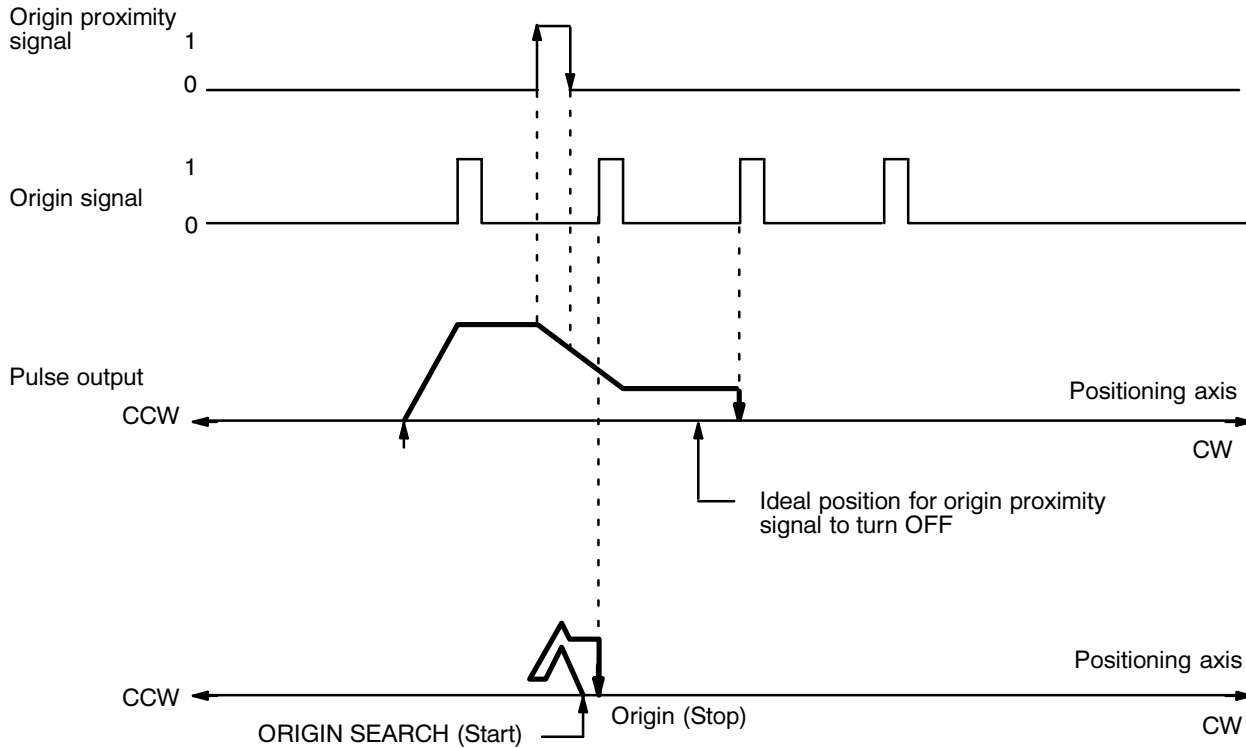 Origin proximity
signal
1
0
1
Origin signal
0
Pulse output
Positioning axis
CCW
CW
Ideal position for origin proximity
signal to turn OFF
Positioning axis
CCW
Origin (Stop)
CW
ORIGIN SEARCH (Start)